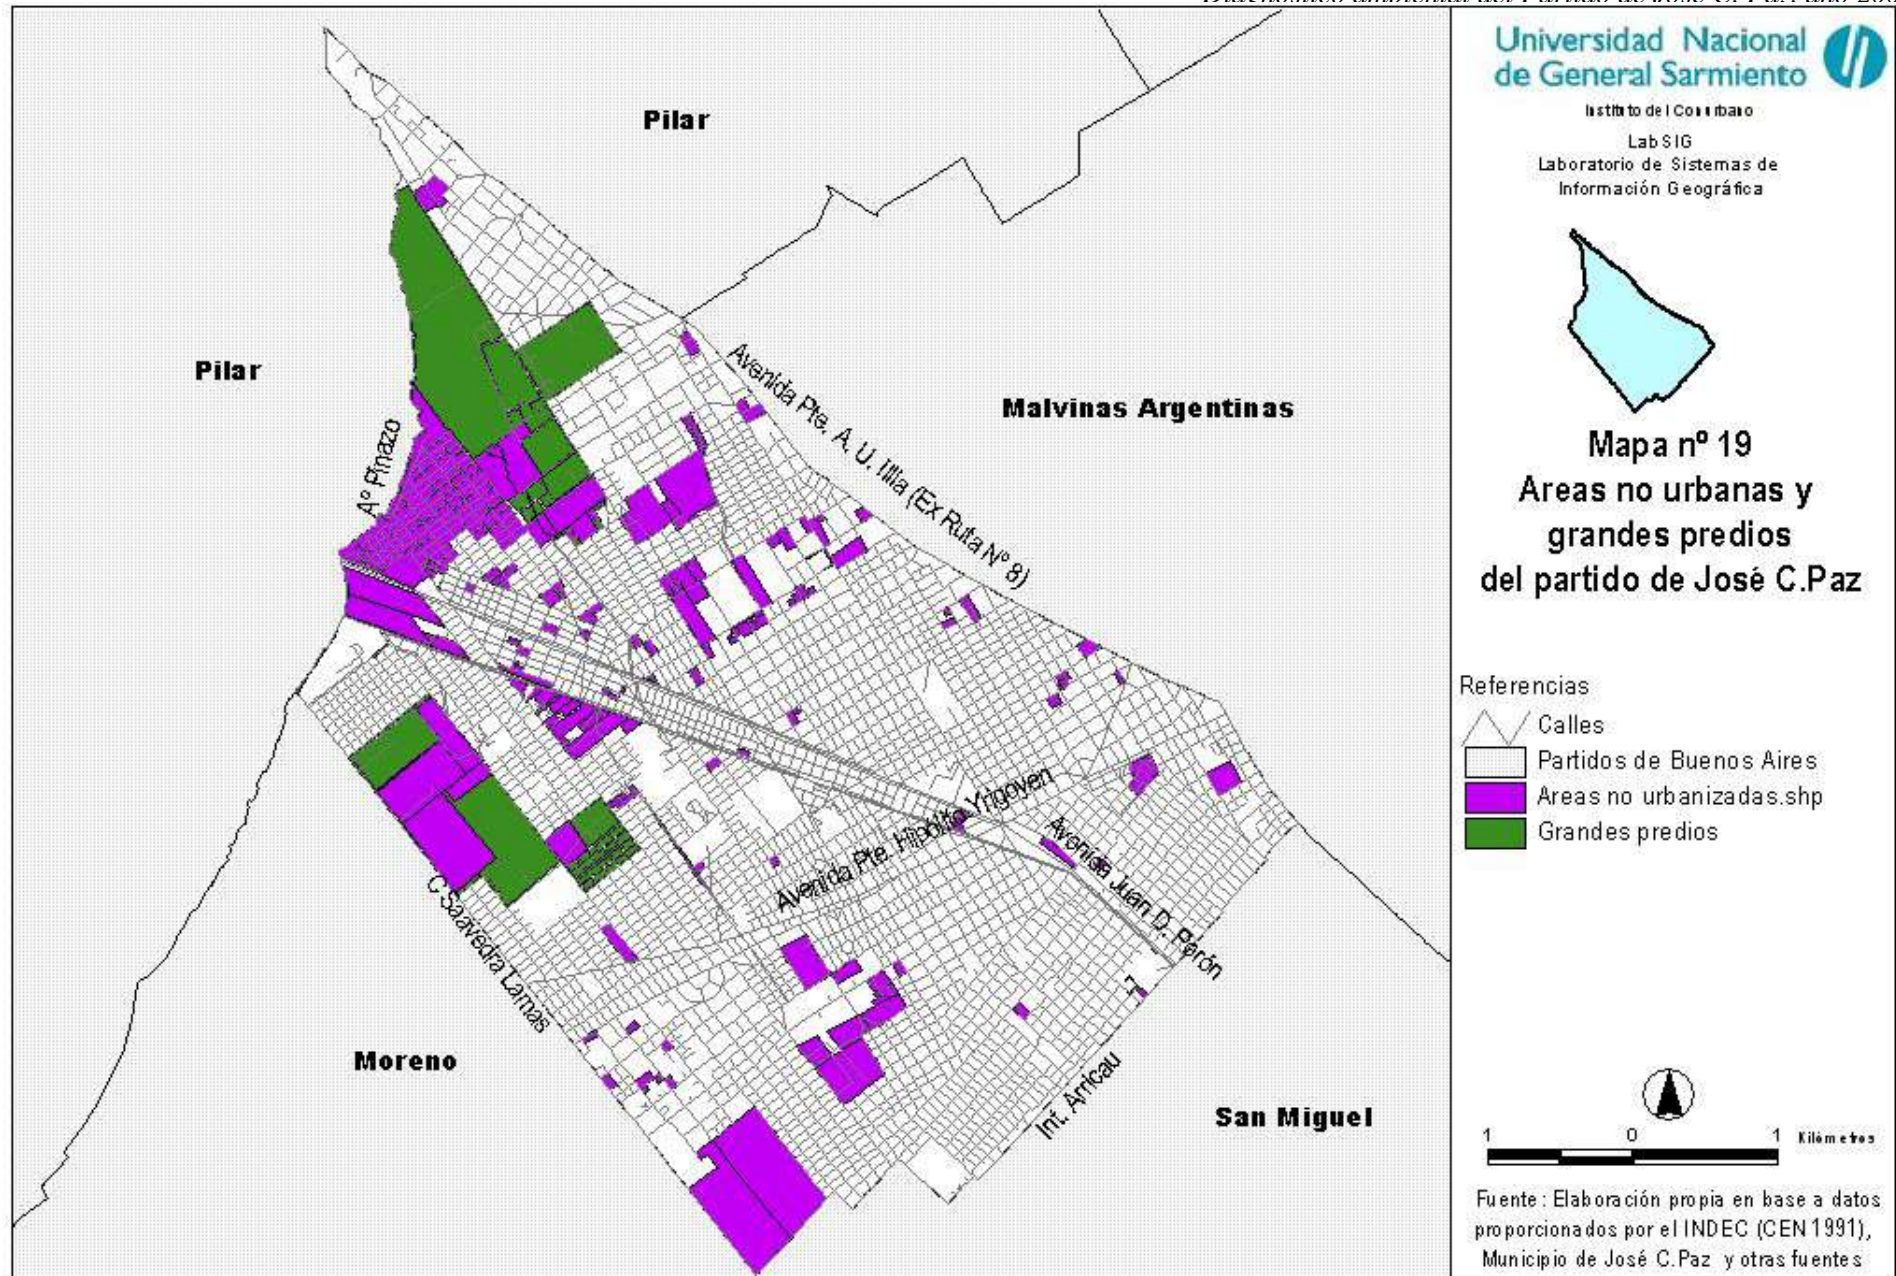 Universidad Nacional
de General Sarmiento
Instituto del Conurbano
LabSIG
Laboratorio de Sistemas de
Información Geográfica
Mapa nº 19
Areas no urbanas y
grandes predios
del partido de José C.Paz
Referencias
Calles
Partidos de Buenos Aires
Areas no urbanizadas.shp
Grandes predios
1 0 1 Kilómetros
Fuente: Elaboración propia en base a datos
proporcionados por el INDEC (CEN 1991),
Municipio de José C.Paz y otras fuentes
Pilar
Pilar
Malvinas Argentinas
Moreno
San Miguel
Aº Pinazo
Avenida Pte. A. U. Illia (Ex Ruta Nº 8)
Avenida Pte. Hipólito Yrigoyen
Avenida Juan D. Perón
C Saavedra Lamas
Int. Arricau